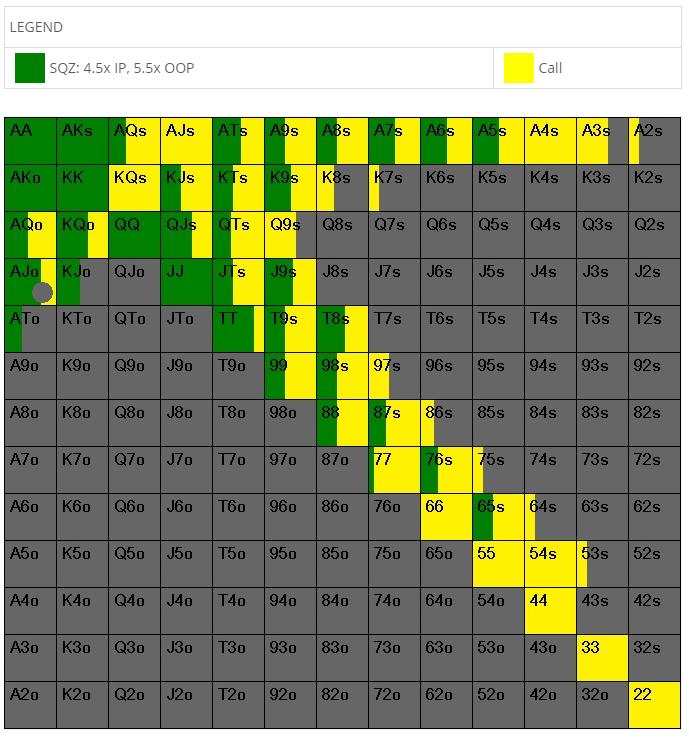 LEGEND
SQZ: 4.5x IP, 5.5x OOP Call
AA AKs AQs AJs ATs A9s A8s A7s A6s A5s A4s A3s A2s
AKo KK KQs KJs KTs K9s K8s K7s K6s K5s K4s K3s K2s
AQo KQo QQ QJs QTs Q9s Q8s Q7s Q6s Q5s Q4s Q3s Q2s
AJo KJo QJo JJ JTs J9s J8s J7s J6s J5s J4s J3s J2s
ATo KTo QTo JTo TT T9s T8s T7s T6s T5s T4s T3s T2s
A9o K9o Q9o J9o T9o 99 98s 97s 96s 95s 94s 93s 92s
A8o K8o Q8o J8o T8o 98o 88 87s 86s 85s 84s 83s 82s
A7o K7o Q7o J7o T7o 97o 87o 77 76s 75s 74s 73s 72s
A6o K6o Q6o J6o T6o 96o 86o 76o 66 65s 64s 63s 62s
A5o K5o Q5o J5o T5o 95o 85o 75o 65o 55 54s 53s 52s
A4o K4o Q4o J4o T4o 94o 84o 74o 64o 54o 44 43s 42s
A3o K3o Q3o J3o T3o 93o 83o 73o 63o 53o 43o 33 32s
A2o K2o Q2o J2o T2o 92o 82o 72o 62o 52o 42o 32o 22